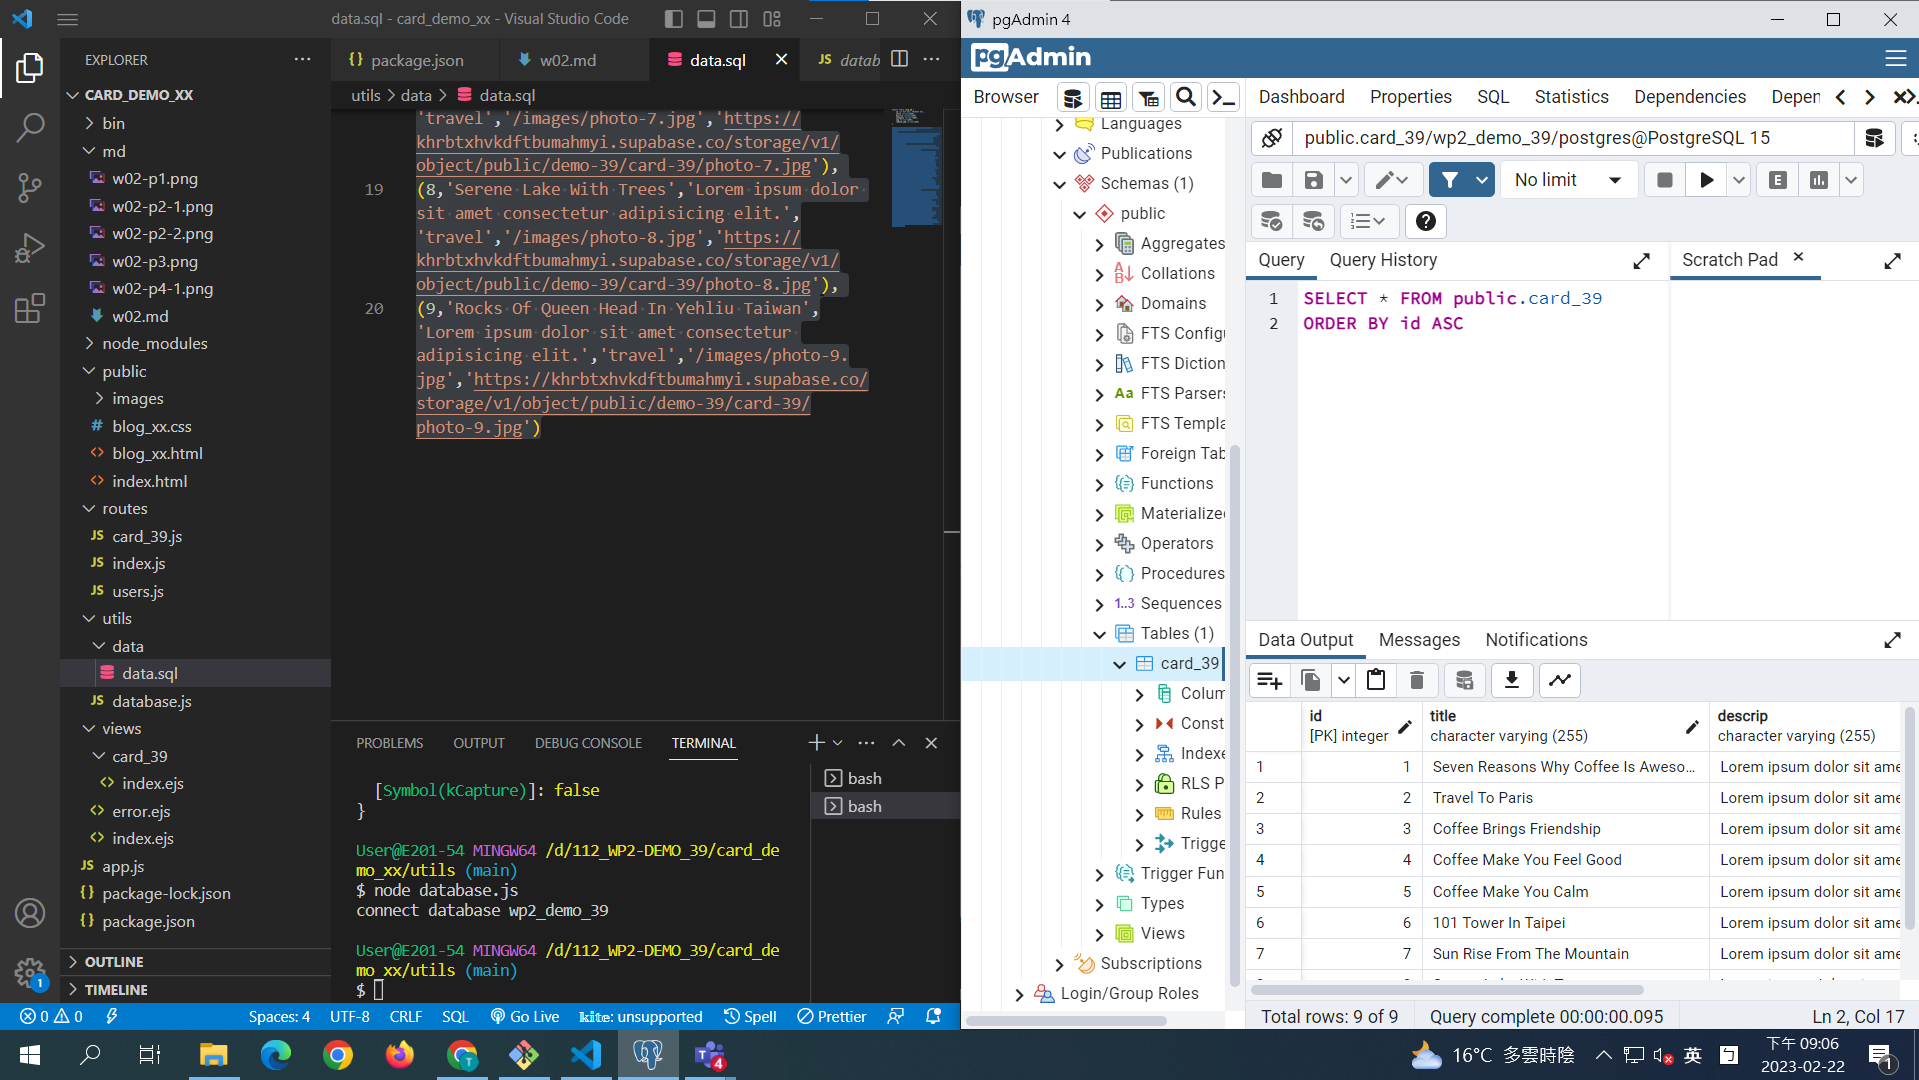 data.sql - card_demo_xx - Visual Studio Code
EXPLORER
CARD_DEMO_XX
bin
md
w02-p1.png
w02-p2-1.png
w02-p2-2.png
w02-p3.png
w02-p4-1.png
w02.md
node_modules
public
images
blog_xx.css
blog_xx.html
index.html
routes
card_39.js
index.js
users.js
utils
data
data.sql
database.js
views
card_39
index.ejs
error.ejs
index.ejs
app.js
package-lock.json
package.json
OUTLINE
TIMELINE
package.json
w02.md
data.sql
datab
utils > data > data.sql
'travel','/images/photo-7.jpg','https://
khrbtxhvkdftbumahmyi.supabase.co/storage/v1/
object/public/demo-39/card-39/photo-7.jpg'),
19 (8,'Serene Lake With Trees','Lorem ipsum dolor
sit amet consectetur adipisicing elit.',
'travel','/images/photo-8.jpg','https://
khrbtxhvkdftbumahmyi.supabase.co/storage/v1/
object/public/demo-39/card-39/photo-8.jpg'),
20 (9,'Rocks Of Queen Head In Yehliu Taiwan',
'Lorem ipsum dolor sit amet consectetur
adipisicing elit.','travel','/images/photo-9.
jpg','https://khrbtxhvkdftbumahmyi.supabase.co/
storage/v1/object/public/demo-39/card-39/
photo-9.jpg')
PROBLEMS OUTPUT DEBUG CONSOLE TERMINAL
bash
bash
[Symbol(kCapture)]: false
}
User@E201-54 MINGW64 /d/112_WP2-DEMO_39/card_de
mo_xx/utils (main)
$ node database.js
connect database wp2_demo_39
User@E201-54 MINGW64 /d/112_WP2-DEMO_39/card_de
mo_xx/utils (main)
$
0 0 Spaces: 4 UTF-8 CRLF SQL Go Live kite: unsupported Spell Prettier
pgAdmin 4
pgAdmin
Browser
Languages
Publications
Schemas (1)
public
Aggregates
Collations
Domains
FTS Configu
FTS Diction
FTS Parsers
FTS Templa
Foreign Tab
Functions
Materialize
Operators
Procedures
Sequences
Tables (1)
card_39
Colum
Const
Indexe
RLS P
Rules
Trigge
Trigger Fun
Types
Views
Subscriptions
Login/Group Roles
Dashboard Properties SQL Statistics Dependencies Depen
public.card_39/wp2_demo_39/postgres@PostgreSQL 15
No limit
Query Query History Scratch Pad
1 SELECT * FROM public.card_39
2 ORDER BY id ASC
Data Output Messages Notifications
id title descrip
[PK] integer character varying (255) character varying (255)
1 1 Seven Reasons Why Coffee Is Aweso... Lorem ipsum dolor sit ame
2 2 Travel To Paris Lorem ipsum dolor sit ame
3 3 Coffee Brings Friendship Lorem ipsum dolor sit ame
4 4 Coffee Make You Feel Good Lorem ipsum dolor sit ame
5 5 Coffee Make You Calm Lorem ipsum dolor sit ame
6 6 101 Tower In Taipei Lorem ipsum dolor sit ame
7 7 Sun Rise From The Mountain Lorem ipsum dolor sit ame
Total rows: 9 of 9 Query complete 00:00:00.095 Ln 2, Col 17
16°C 多雲時陰 英 下午 09:06
2023-02-22